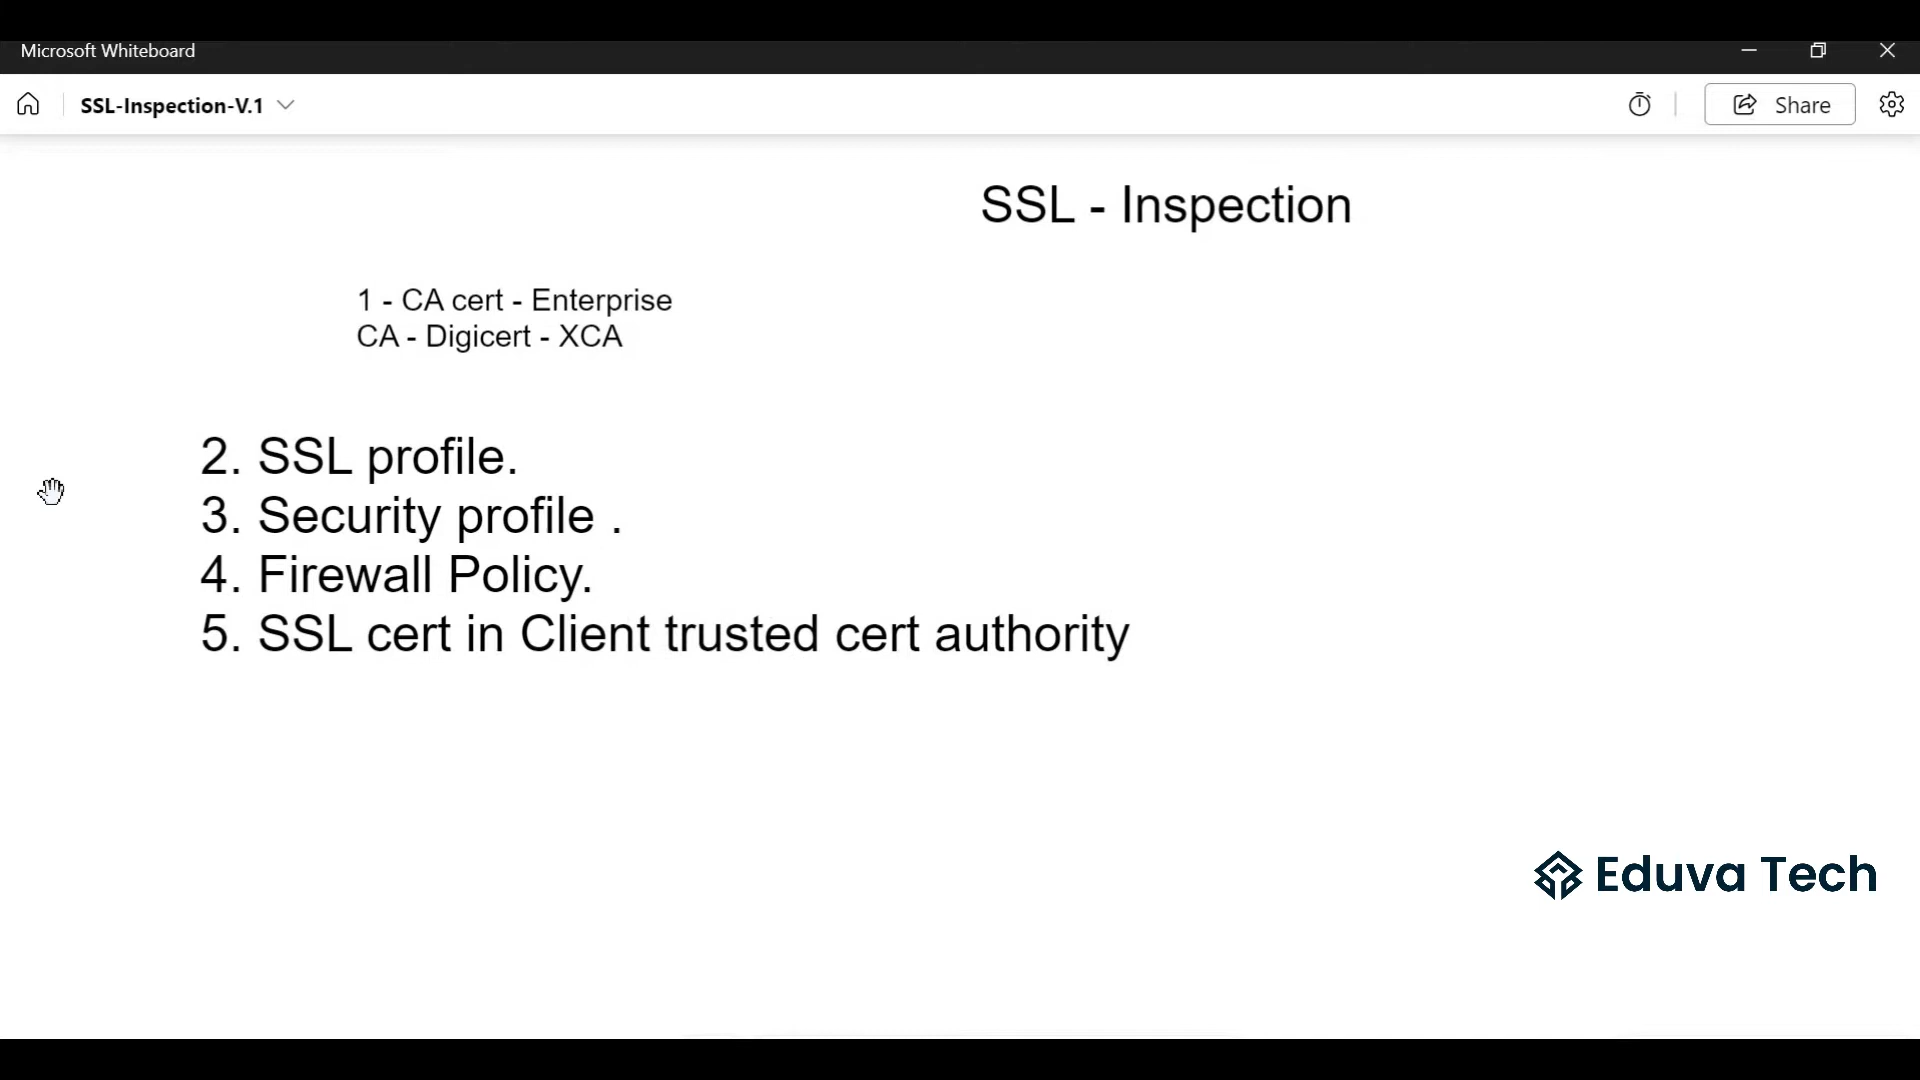 Microsoft Whiteboard
SSL-Inspection-V.1
Share
SSL - Inspection
1 - CA cert - Enterprise
CA - Digicert - XCA
2. SSL profile.
3. Security profile .
4. Firewall Policy.
5. SSL cert in Client trusted cert authority
Eduva Tech